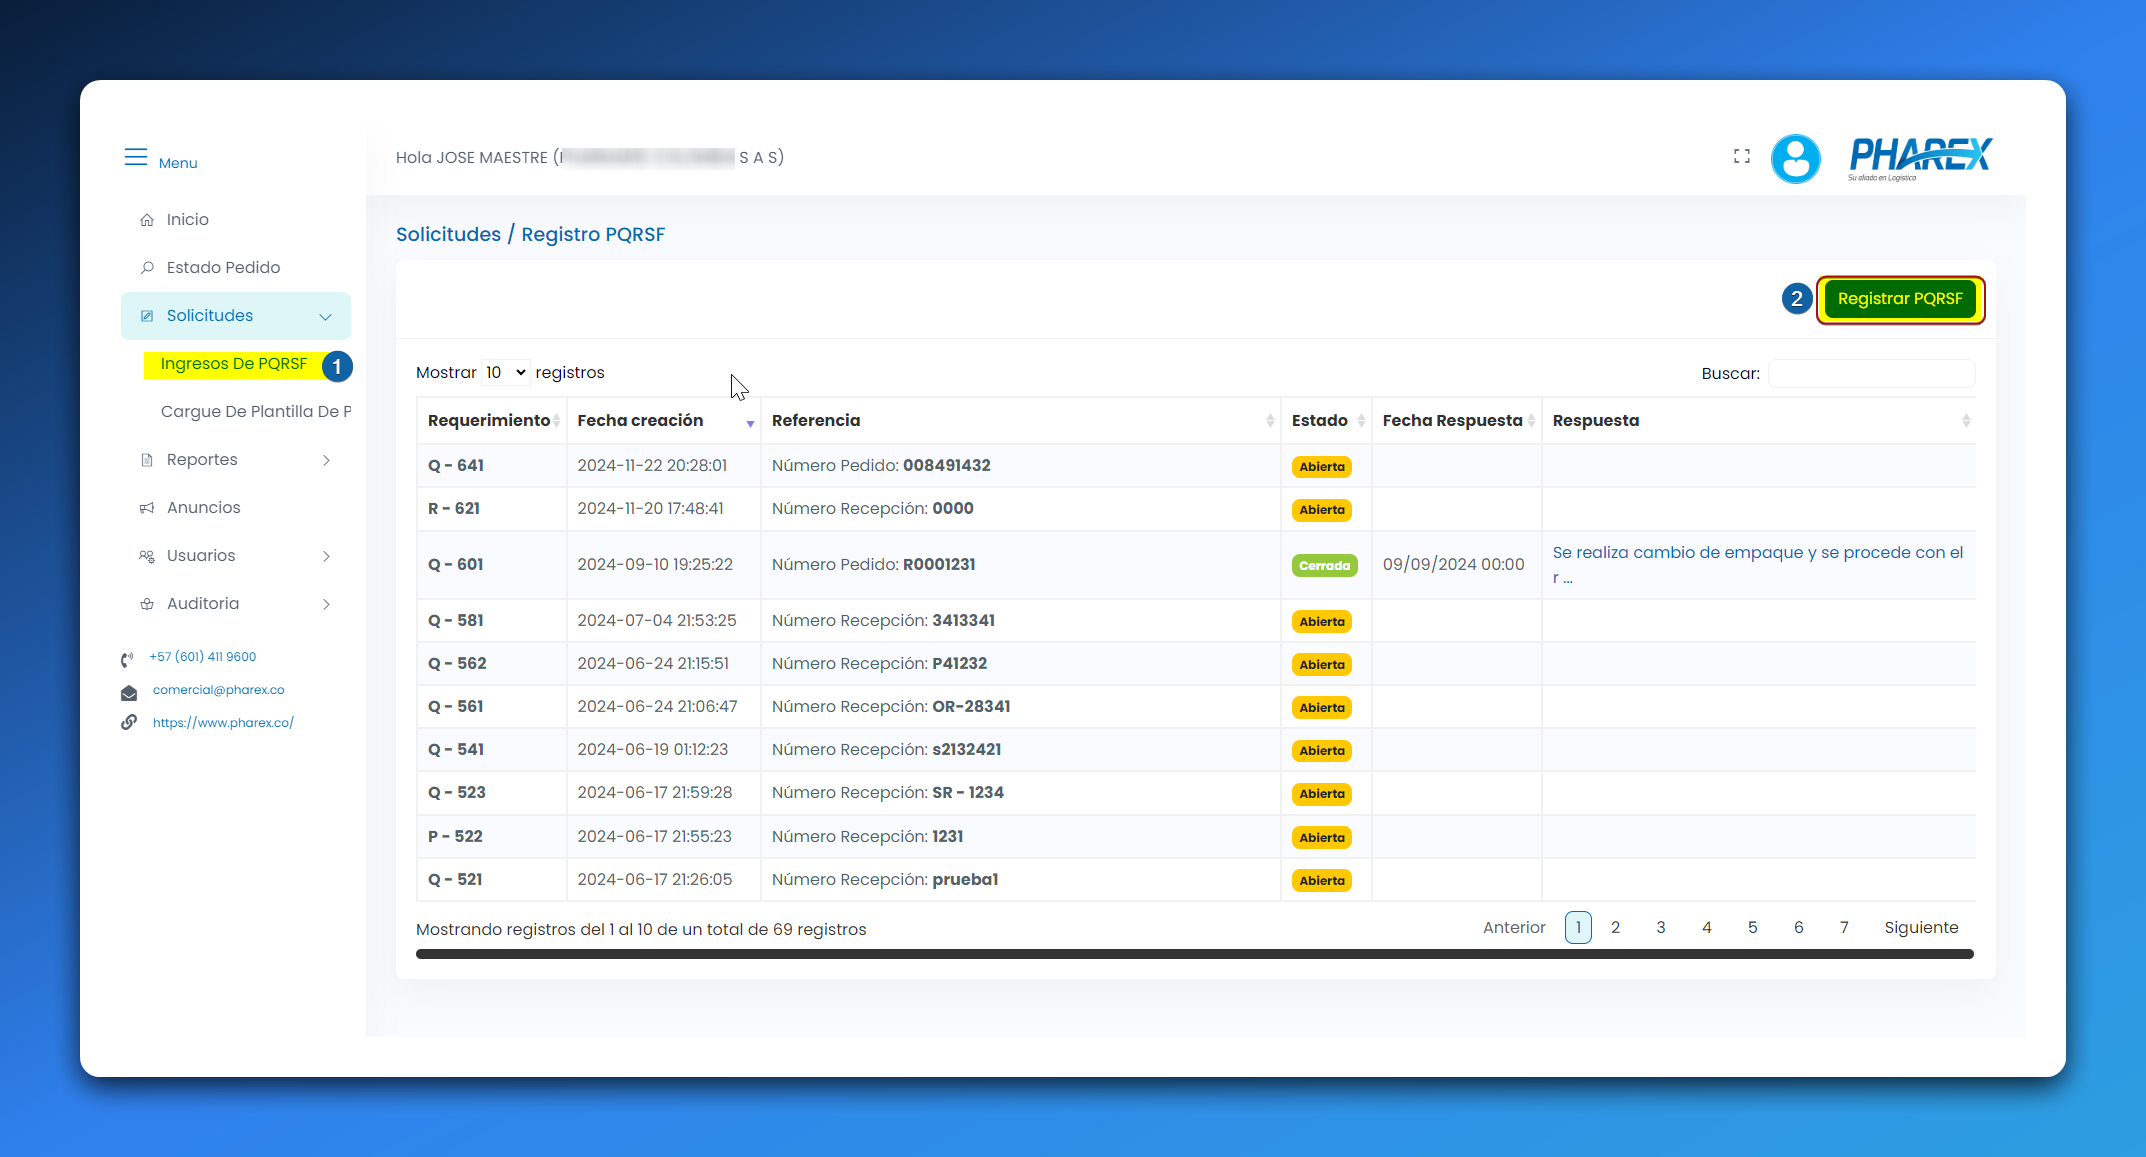 Menu
Hola JOSE MAESTRE ( S A S)
PHAREX
Su aliado en Logística
Inicio
Estado Pedido
Solicitudes
Ingresos De PQRSF 1
Cargue De Plantilla De P
Reportes
Anuncios
Usuarios
Auditoria
+57 (601) 411 9600
comercial@pharex.co
https://www.pharex.co/
Solicitudes / Registro PQRSF
2 Registrar PQRSF
Mostrar 10 registros
Buscar:
Requerimiento Fecha creación Referencia Estado Fecha Respuesta Respuesta
Q - 641 2024-11-22 20:28:01 Número Pedido: 008491432 Abierta
R - 621 2024-11-20 17:48:41 Número Recepción: 0000 Abierta
Q - 601 2024-09-10 19:25:22 Número Pedido: R0001231 Cerrada 09/09/2024 00:00 Se realiza cambio de empaque y se procede con el
r ...
Q - 581 2024-07-04 21:53:25 Número Recepción: 3413341 Abierta
Q - 562 2024-06-24 21:15:51 Número Recepción: P41232 Abierta
Q - 561 2024-06-24 21:06:47 Número Recepción: OR-28341 Abierta
Q - 541 2024-06-19 01:12:23 Número Recepción: s2132421 Abierta
Q - 523 2024-06-17 21:59:28 Número Recepción: SR - 1234 Abierta
P - 522 2024-06-17 21:55:23 Número Recepción: 1231 Abierta
Q - 521 2024-06-17 21:26:05 Número Recepción: prueba1 Abierta
Mostrando registros del 1 al 10 de un total de 69 registros
Anterior 1 2 3 4 5 6 7 Siguiente